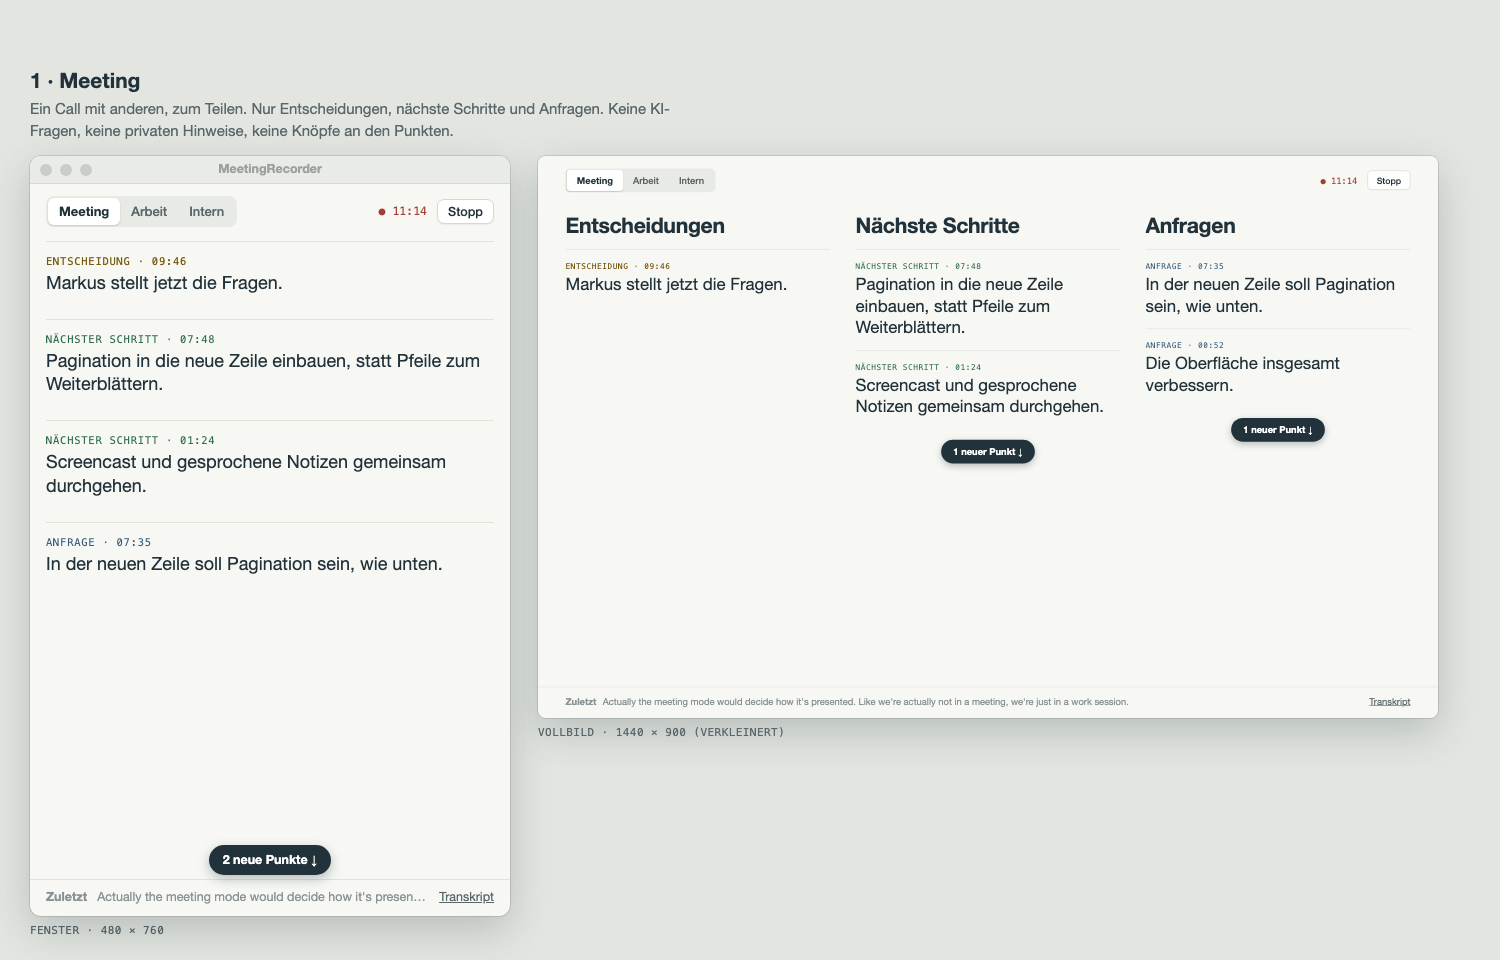 1 · Meeting
Ein Call mit anderen, zum Teilen. Nur Entscheidungen, nächste Schritte und Anfragen. Keine KI-
Fragen, keine privaten Hinweise, keine Knöpfe an den Punkten.
MeetingRecorder
Meeting Arbeit Intern
● 11:14 Stopp
ENTSCHEIDUNG · 09:46
Markus stellt jetzt die Fragen.
NÄCHSTER SCHRITT · 07:48
Pagination in die neue Zeile einbauen, statt Pfeile zum
Weiterblättern.
NÄCHSTER SCHRITT · 01:24
Screencast und gesprochene Notizen gemeinsam
durchgehen.
ANFRAGE · 07:35
In der neuen Zeile soll Pagination sein, wie unten.
2 neue Punkte ↓
Zuletzt Actually the meeting mode would decide how it's presen… Transkript
FENSTER · 480 × 760
Meeting Arbeit Intern
● 11:14 Stopp
Entscheidungen
ENTSCHEIDUNG · 09:46
Markus stellt jetzt die Fragen.
Nächste Schritte
NÄCHSTER SCHRITT · 07:48
Pagination in die neue Zeile
einbauen, statt Pfeile zum
Weiterblättern.
NÄCHSTER SCHRITT · 01:24
Screencast und gesprochene
Notizen gemeinsam durchgehen.
1 neuer Punkt ↓
Anfragen
ANFRAGE · 07:35
In der neuen Zeile soll Pagination
sein, wie unten.
ANFRAGE · 00:52
Die Oberfläche insgesamt
verbessern.
1 neuer Punkt ↓
Zuletzt Actually the meeting mode would decide how it's presented. Like we're actually not in a meeting, we're just in a work session. Transkript
VOLLBILD · 1440 × 900 (VERKLEINERT)